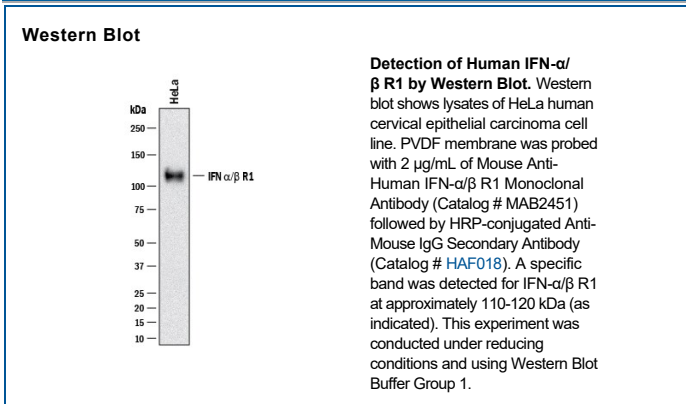 Western Blot
HeLa
kDa
250
150
100
75
50
37
25
20
15
10
IFN α/β R1
Detection of Human IFN-α/
β R1 by Western Blot. Western
blot shows lysates of HeLa human
cervical epithelial carcinoma cell
line. PVDF membrane was probed
with 2 µg/mL of Mouse Anti-
Human IFN-α/β R1 Monoclonal
Antibody (Catalog # MAB2451)
followed by HRP-conjugated Anti-
Mouse IgG Secondary Antibody
(Catalog # HAF018). A specific
band was detected for IFN-α/β R1
at approximately 110-120 kDa (as
indicated). This experiment was
conducted under reducing
conditions and using Western Blot
Buffer Group 1.